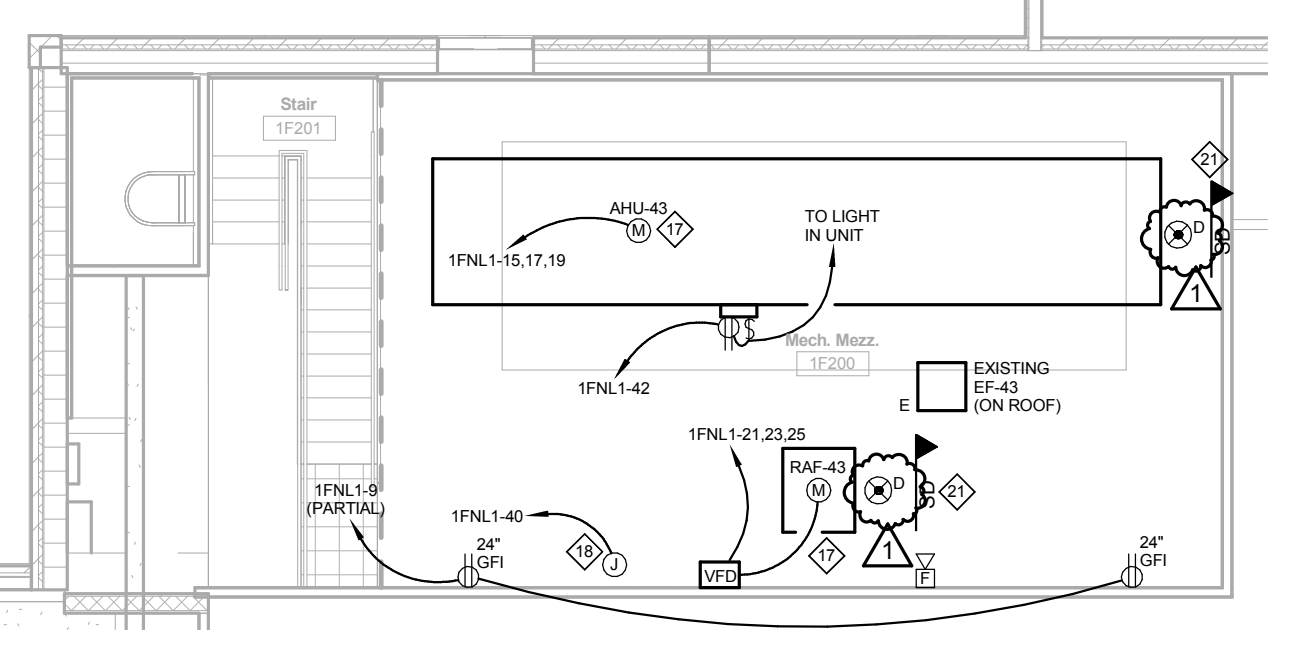 Stair
1F201
21
AHU-43
M
17
1FNL1-15,17,19
TO LIGHT
IN UNIT
D
SD
1
$
Mech. Mezz.
1F200
1FNL1-42
EXISTING
EF-43
(ON ROOF)
E
1FNL1-21,23,25
RAF-43
M
D
SD
21
1FNL1-9
(PARTIAL)
1FNL1-40
24"
GFI
18
J
VFD
17
1
F
24"
GFI